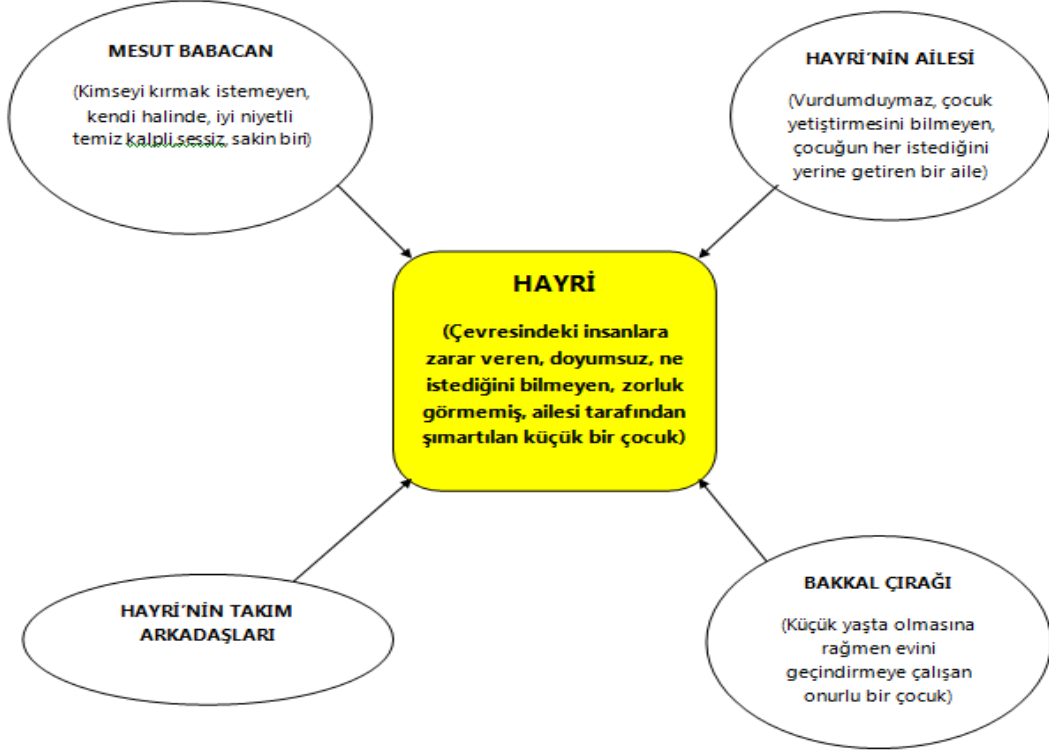 MESUT BABACAN
(Kimseyi kırmak istemeyen,
kendi halinde, iyi niyetli
temiz kalpli,sessiz, sakin biri)
HAYRİ'NİN AİLESİ
(Vurdumduymaz, çocuk
yetiştirmesini bilmeyen,
çocuğun her istediğini
yerine getiren bir aile)
HAYRİ
(Çevresindeki insanlara
zarar veren, doyumsuz, ne
istediğini bilmeyen, zorluk
görmemiş, ailesi tarafından
şımartılan küçük bir çocuk)
HAYRİ'NİN TAKIM
ARKADAŞLARI
BAKKAL ÇIRAĞI
(Küçük yaşta olmasına
rağmen evini
geçindirmeye çalışan
onurlu bir çocuk)